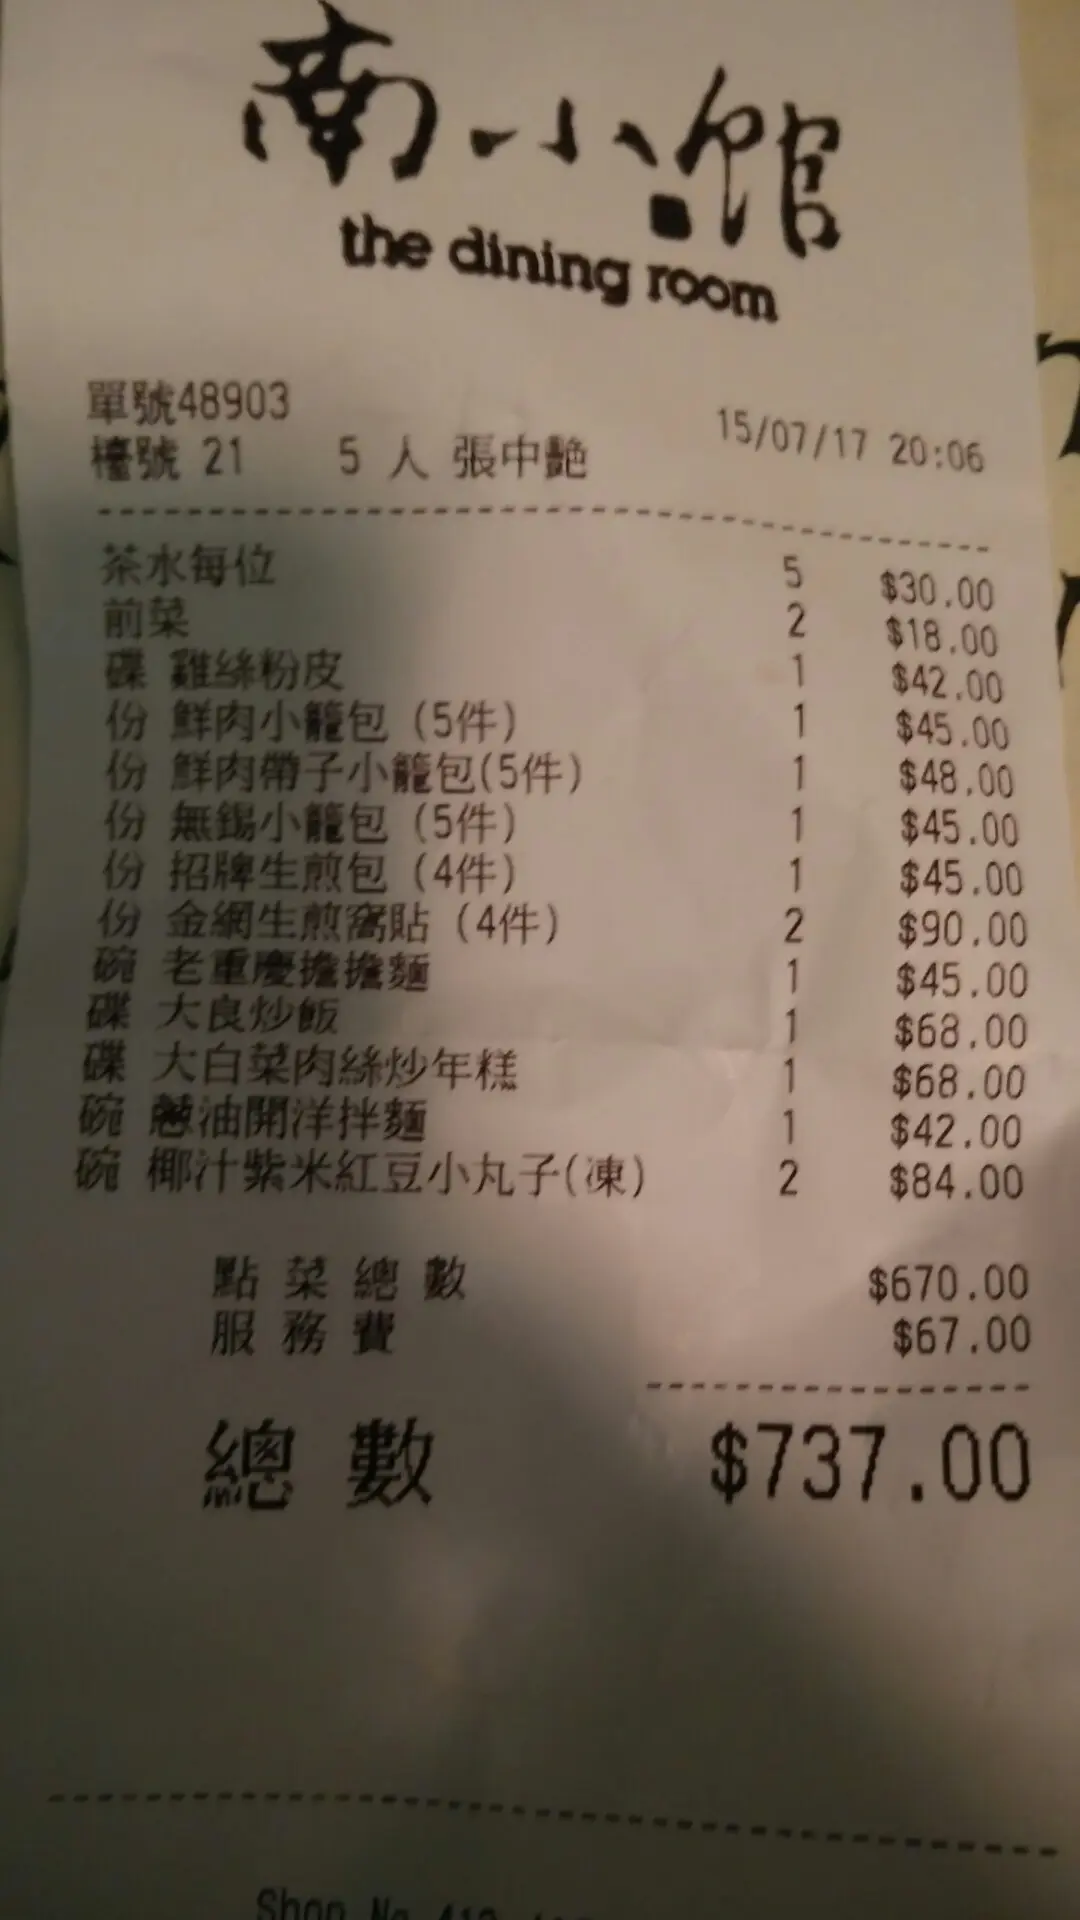 南小館
the dining room
單號48903
15/07/17 20:06
檯號 21 5 人 張中艷
茶水每位 5 $30.00
前菜 2 $18.00
碟 雞絲粉皮 1 $42.00
份 鮮肉小籠包 (5件) 1 $45.00
份 鮮肉帶子小籠包(5件) 1 $48.00
份 無錫小籠包 (5件) 1 $45.00
份 招牌生煎包 (4件) 1 $45.00
份 金網生煎窩貼 (4件) 2 $90.00
碗 老重慶擔擔麵 1 $45.00
碟 大良炒飯 1 $68.00
碟 大白菜肉絲炒年糕 1 $68.00
碗 蔥油開洋拌麵 1 $42.00
碗 椰汁紫米紅豆小丸子(凍) 2 $84.00
點菜總數 $670.00
服務費 $67.00
總數 $737.00
Shop No